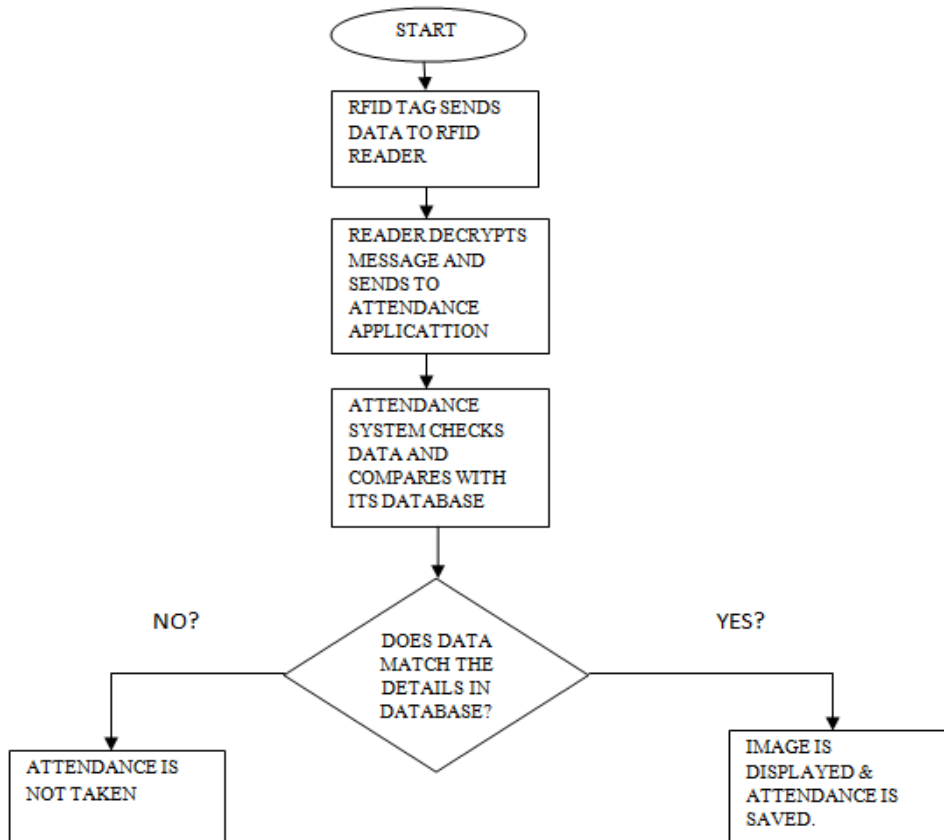 START
RFID TAG SENDS
DATA TO RFID
READER
READER DECRYPTS
MESSAGE AND
SENDS TO
ATTENDANCE
APPLICATTION
ATTENDANCE
SYSTEM CHECKS
DATA AND
COMPARES WITH
ITS DATABASE
NO?
YES?
DOES DATA
MATCH THE
DETAILS IN
DATABASE?
ATTENDANCE IS
NOT TAKEN
IMAGE IS
DISPLAYED &
ATTENDANCE IS
SAVED.